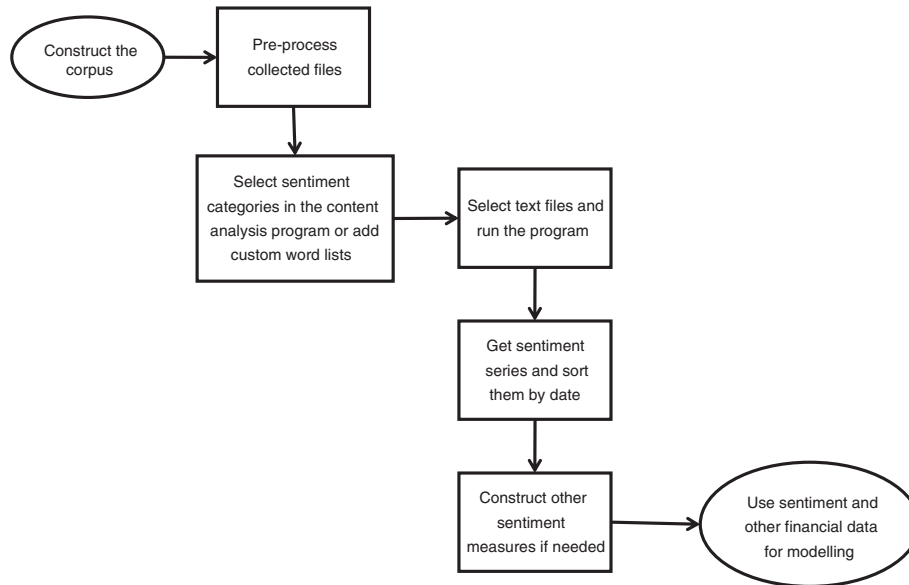 Construct the
corpus
Pre-process
collected files
Select sentiment
categories in the content
analysis program or add
custom word lists
Select text files and
run the program
Get sentiment
series and sort
them by date
Construct other
sentiment
measures if needed
Use sentiment and
other financial data
for modelling